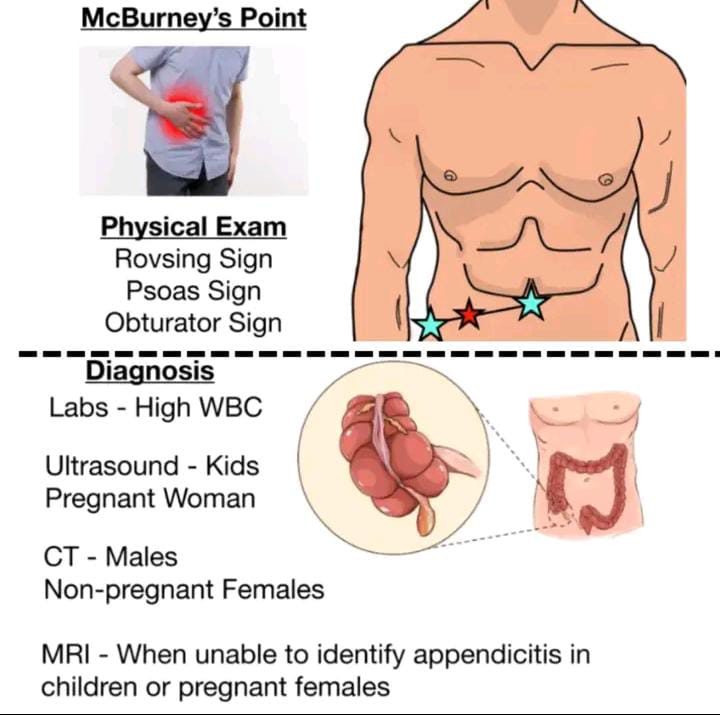 McBurney's Point
Physical Exam
Rovsing Sign
Psoas Sign
Obturator Sign
Diagnosis
Labs - High WBC
Ultrasound - Kids
Pregnant Woman
CT - Males
Non-pregnant Females
MRI - When unable to identify appendicitis in
children or pregnant females